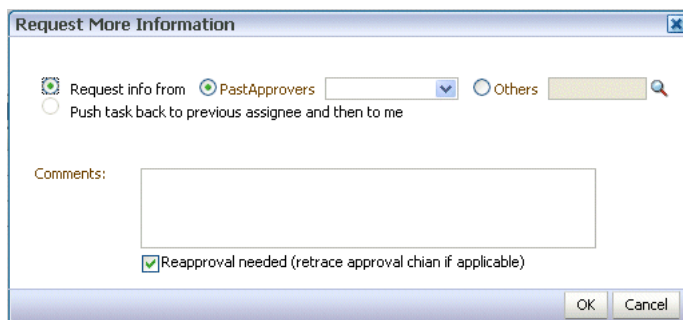 Request More Information
Request info from PastApprovers Others
Push task back to previous assignee and then to me
Comments:
Reapproval needed (retrace approval chian if applicable)
OK Cancel